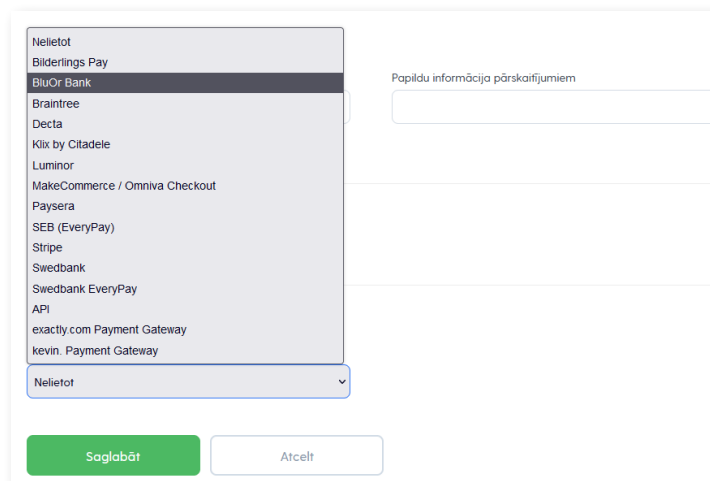 Nelietot
Bilderlings Pay
BluOr Bank
Braintree
Decta
Klix by Citadele
Luminor
MakeCommerce / Omniva Checkout
Paysera
SEB (EveryPay)
Stripe
Swedbank
Swedbank EveryPay
API
exactly.com Payment Gateway
kevin. Payment Gateway
Nelietot
Papildu informācija pārskaitījumiem
Saglabāt
Atcelt